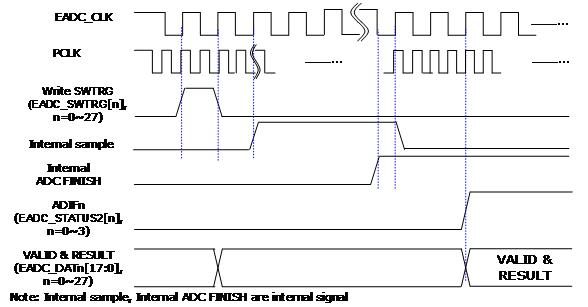 EADC_CLK
PCLK
Write SWTRG
(EADC_SWTRG[n],
n=0~27)
Internal sample
Internal
ADC FINISH
ADIFn
(EADC_STATUS2[n],
n=0~3)
VALID & RESULT
(EADC_DATn[17:0],
n=0~27)
VALID &
RESULT
Note: Internal sample, Internal ADC FINISH are internal signal